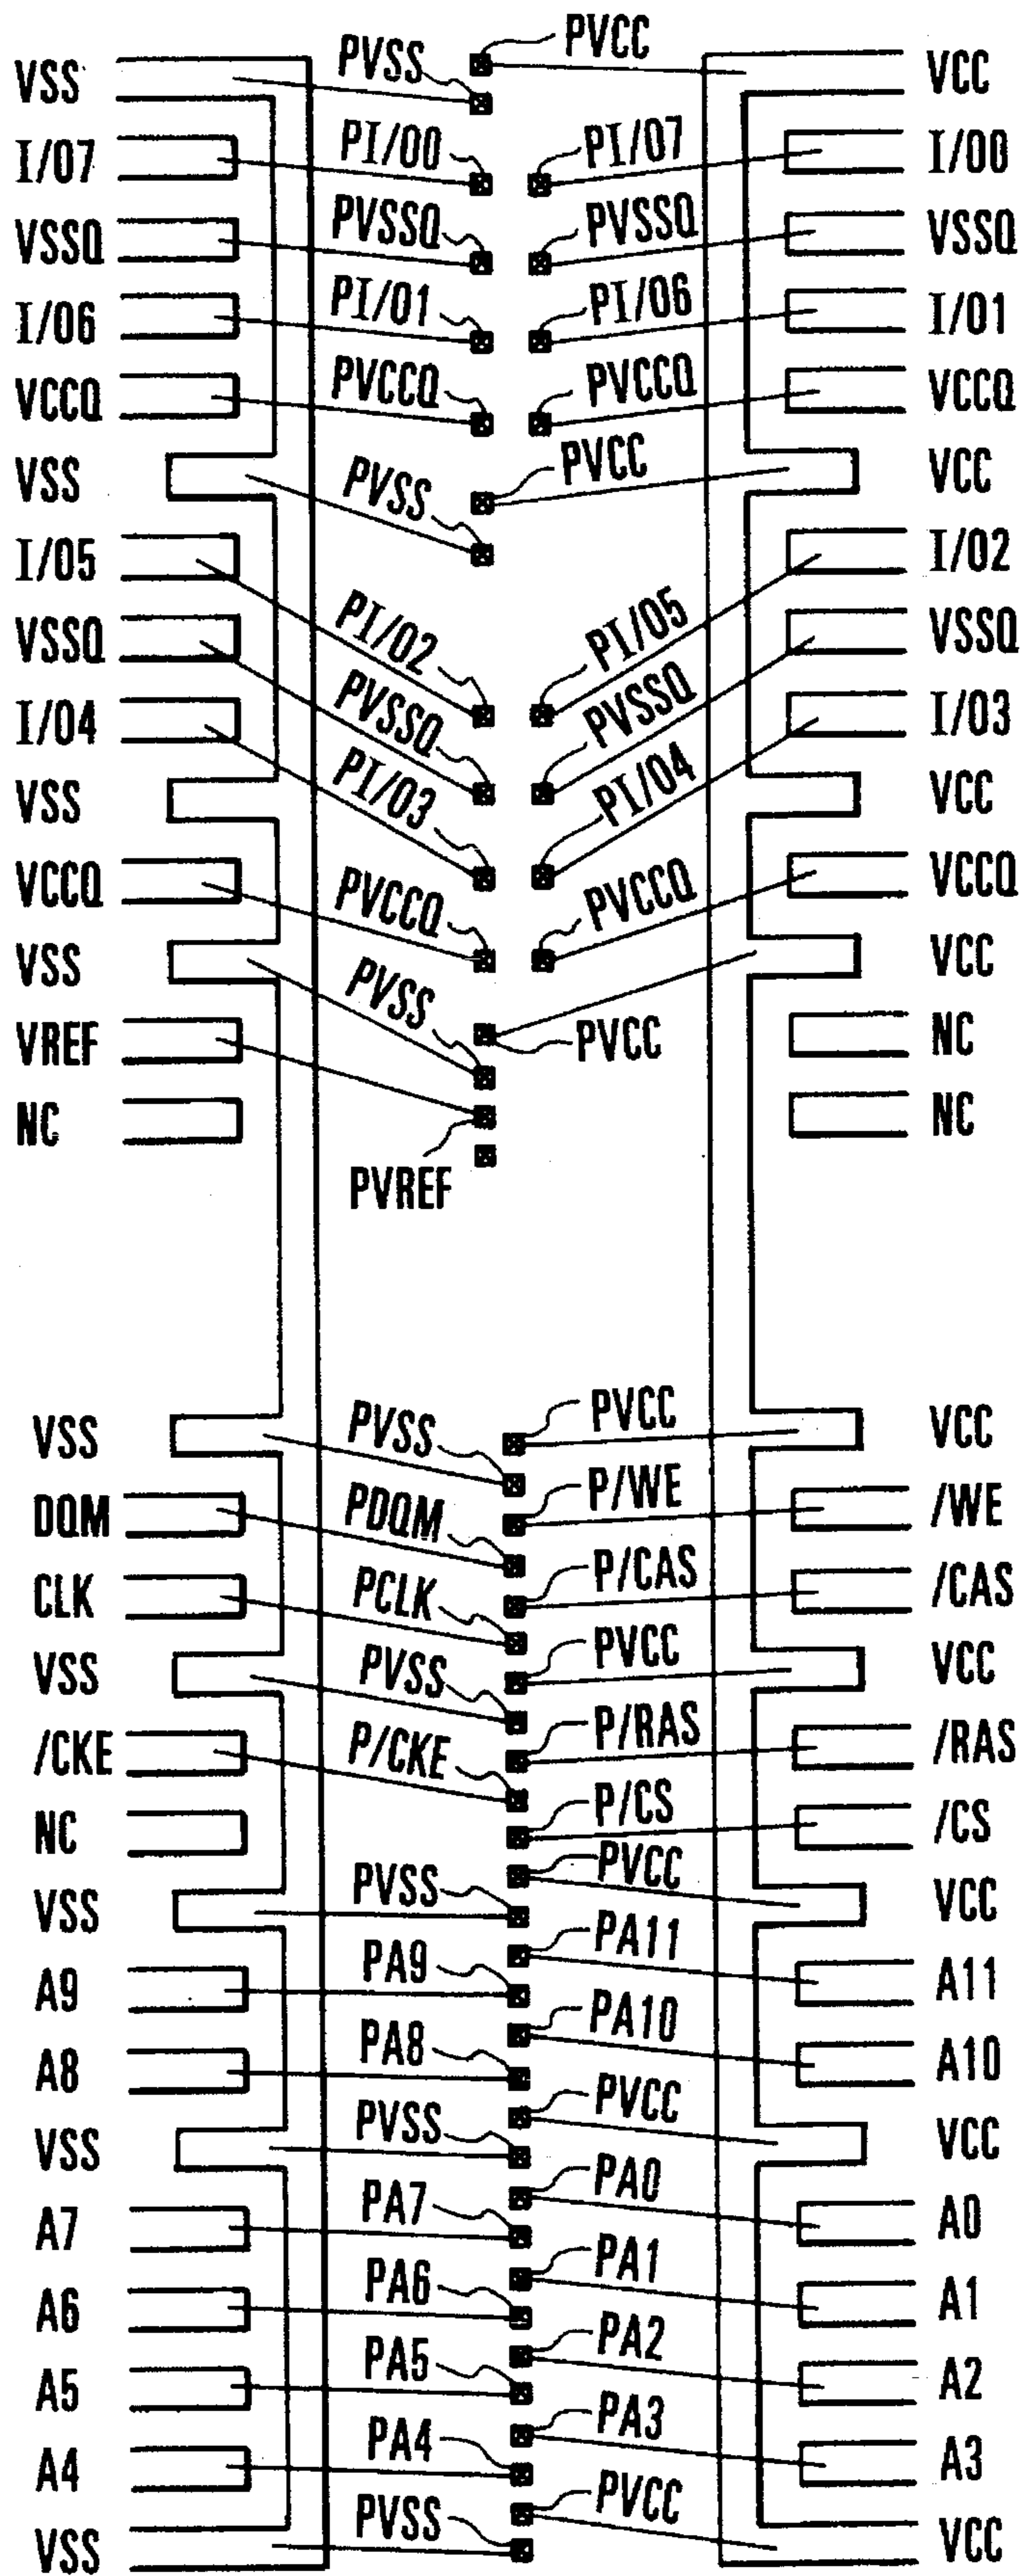 PVCC
VSS PVSS VCC
I/07 PI/00 PI/07 I/00
VSSQ PVSSQ PVSSQ VSSQ
I/06 PI/01 PI/06 I/01
VCCQ PVCCQ PVCCQ VCCQ
VSS PVSS PVCC VCC
I/05 PI/02 PI/05 I/02
VSSQ PVSSQ PVSSQ VSSQ
I/04 PI/03 PI/04 I/03
VSS VCC
VCCQ PVCCQ PVCCQ VCCQ
VSS PVSS PVCC VCC
VREF NC
NC NC
PVREF
VSS PVSS PVCC VCC
DQM PDQM P/WE /WE
CLK PCLK P/CAS /CAS
VSS PVSS PVCC VCC
/CKE P/CKE P/RAS /RAS
NC P/CS /CS
VSS PVSS PVCC VCC
A9 PA9 PA11 A11
A8 PA8 PA10 A10
VSS PVSS PVCC VCC
A7 PA7 PA0 A0
A6 PA6 PA1 A1
A5 PA5 PA2 A2
A4 PA4 PA3 A3
VSS PVSS PVCC VCC